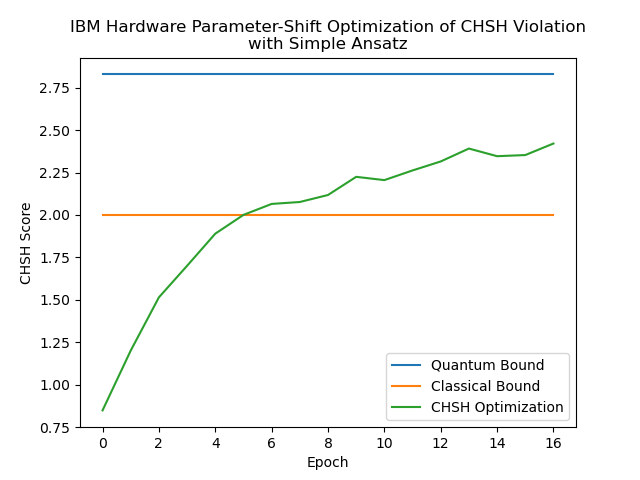 IBM Hardware Parameter-Shift Optimization of CHSH Violation
with Simple Ansatz
CHSH Score
2.75
2.50
2.25
2.00
1.75
1.50
1.25
1.00
0.75
Quantum Bound
Classical Bound
CHSH Optimization
0 2 4 6 8 10 12 14 16
Epoch